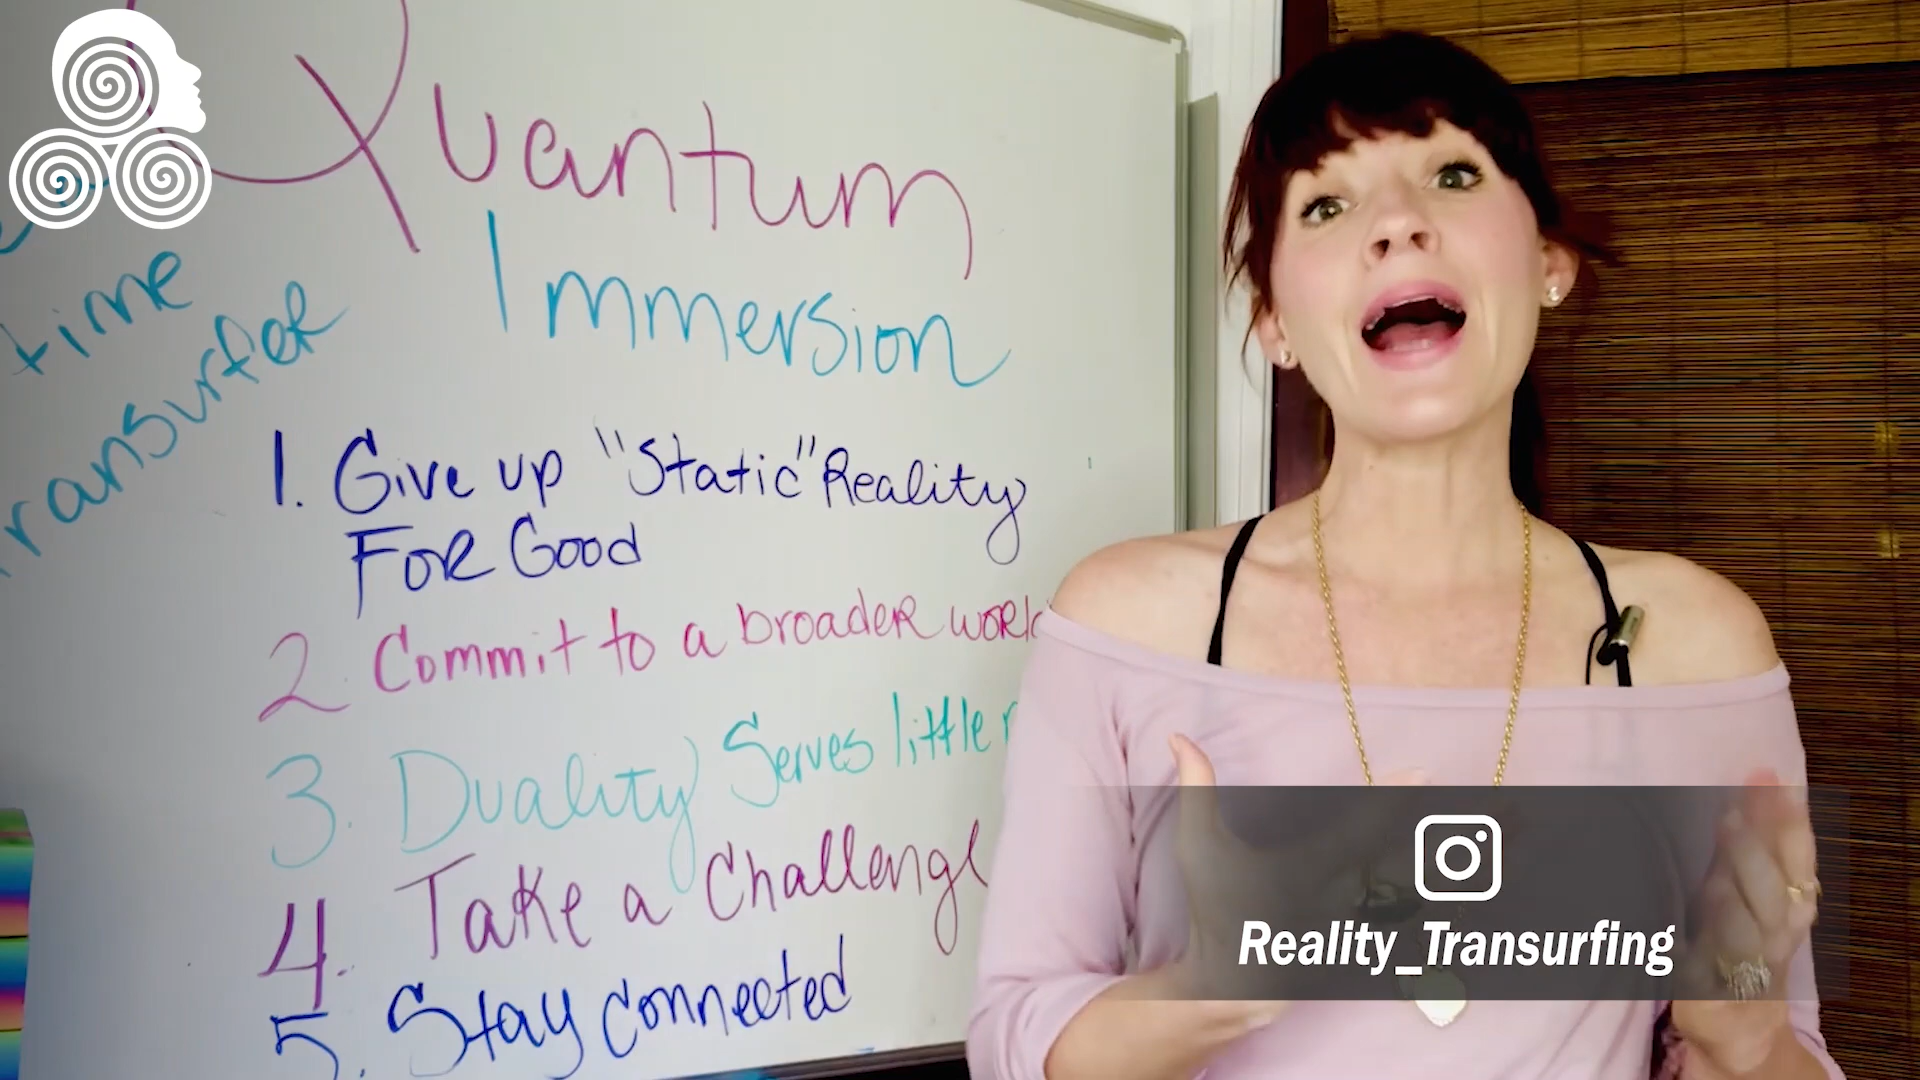 Quantum
Immersion
time
ransurfer
1. Give up "Static" Reality
For Good
2. Commit to a broader world
3. Duality Serves little
4. Take a Challenge
5. Stay connected
Reality_Transurfing